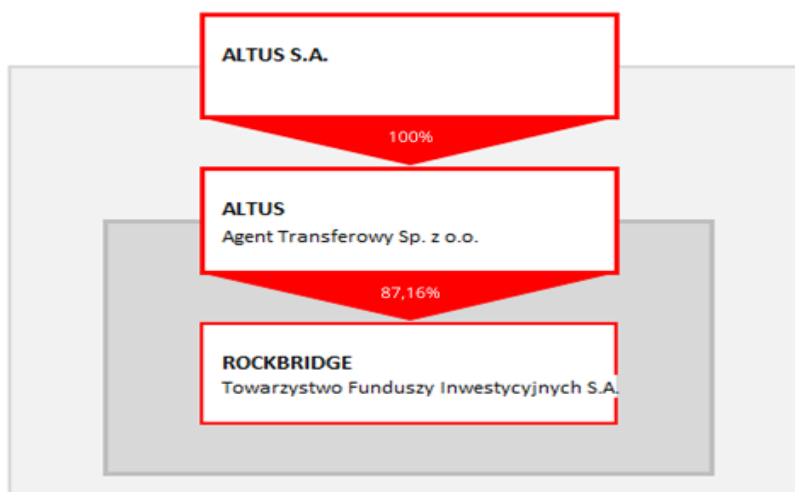 ALTUS S.A.
100%
ALTUS
Agent Transferowy Sp. z o.o.
87,16%
ROCKBRIDGE
Towarzystwo Funduszy Inwestycyjnych S.A.